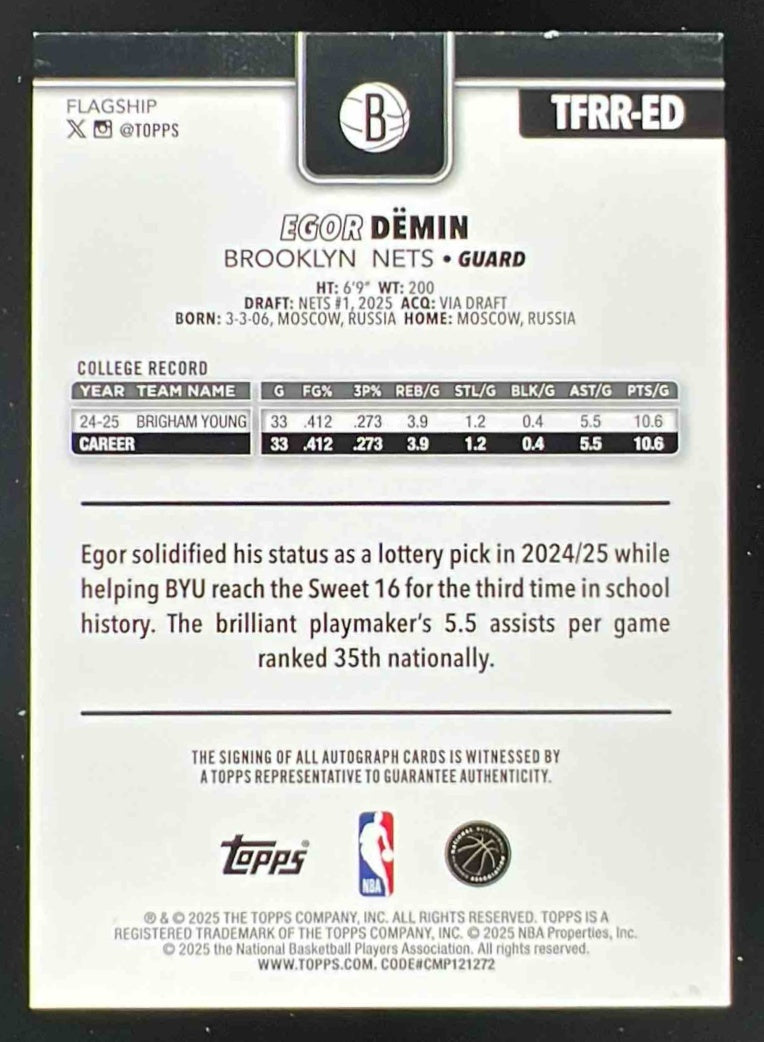 FLAGSHIP
X @TOPPS
B
TFRR-ED
EGOR DËMIN
BROOKLYN NETS • GUARD
HT: 6'9" WT: 200
DRAFT: NETS #1, 2025 ACQ: VIA DRAFT
BORN: 3-3-06, MOSCOW, RUSSIA HOME: MOSCOW, RUSSIA
COLLEGE RECORD
YEAR TEAM NAME G FG% 3P% REB/G STL/G BLK/G AST/G PTS/G
24-25 BRIGHAM YOUNG 33 .412 .273 3.9 1.2 0.4 5.5 10.6
CAREER 33 .412 .273 3.9 1.2 0.4 5.5 10.6
Egor solidified his status as a lottery pick in 2024/25 while
helping BYU reach the Sweet 16 for the third time in school
history. The brilliant playmaker's 5.5 assists per game
ranked 35th nationally.
THE SIGNING OF ALL AUTOGRAPH CARDS IS WITNESSED BY
A TOPPS REPRESENTATIVE TO GUARANTEE AUTHENTICITY.
Topps®
NBA
® & © 2025 THE TOPPS COMPANY, INC. ALL RIGHTS RESERVED. TOPPS IS A
REGISTERED TRADEMARK OF THE TOPPS COMPANY, INC. © 2025 NBA Properties, Inc.
© 2025 the National Basketball Players Association. All rights reserved.
WWW.TOPPS.COM. CODE#CMP121272